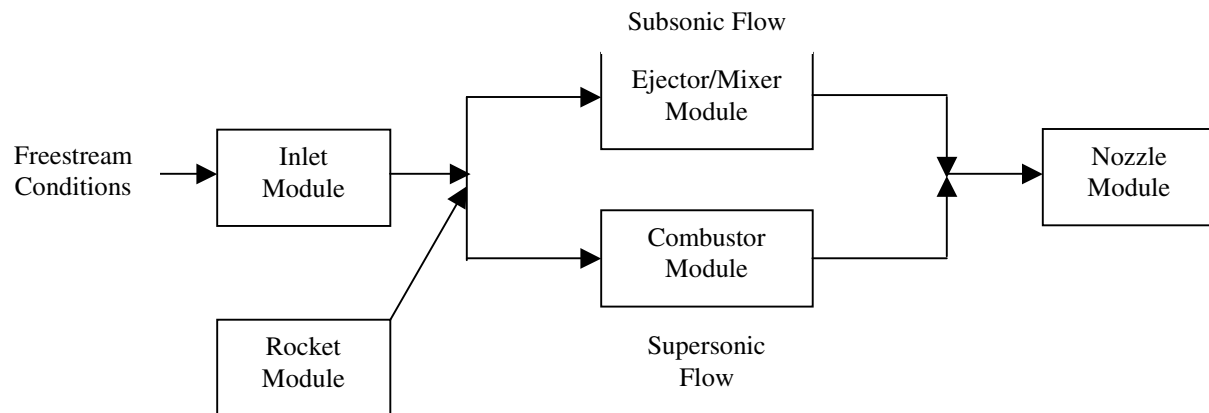 Subsonic Flow
Ejector/Mixer
Module
Freestream
Conditions
Inlet
Module
Nozzle
Module
Combustor
Module
Rocket
Module
Supersonic
Flow